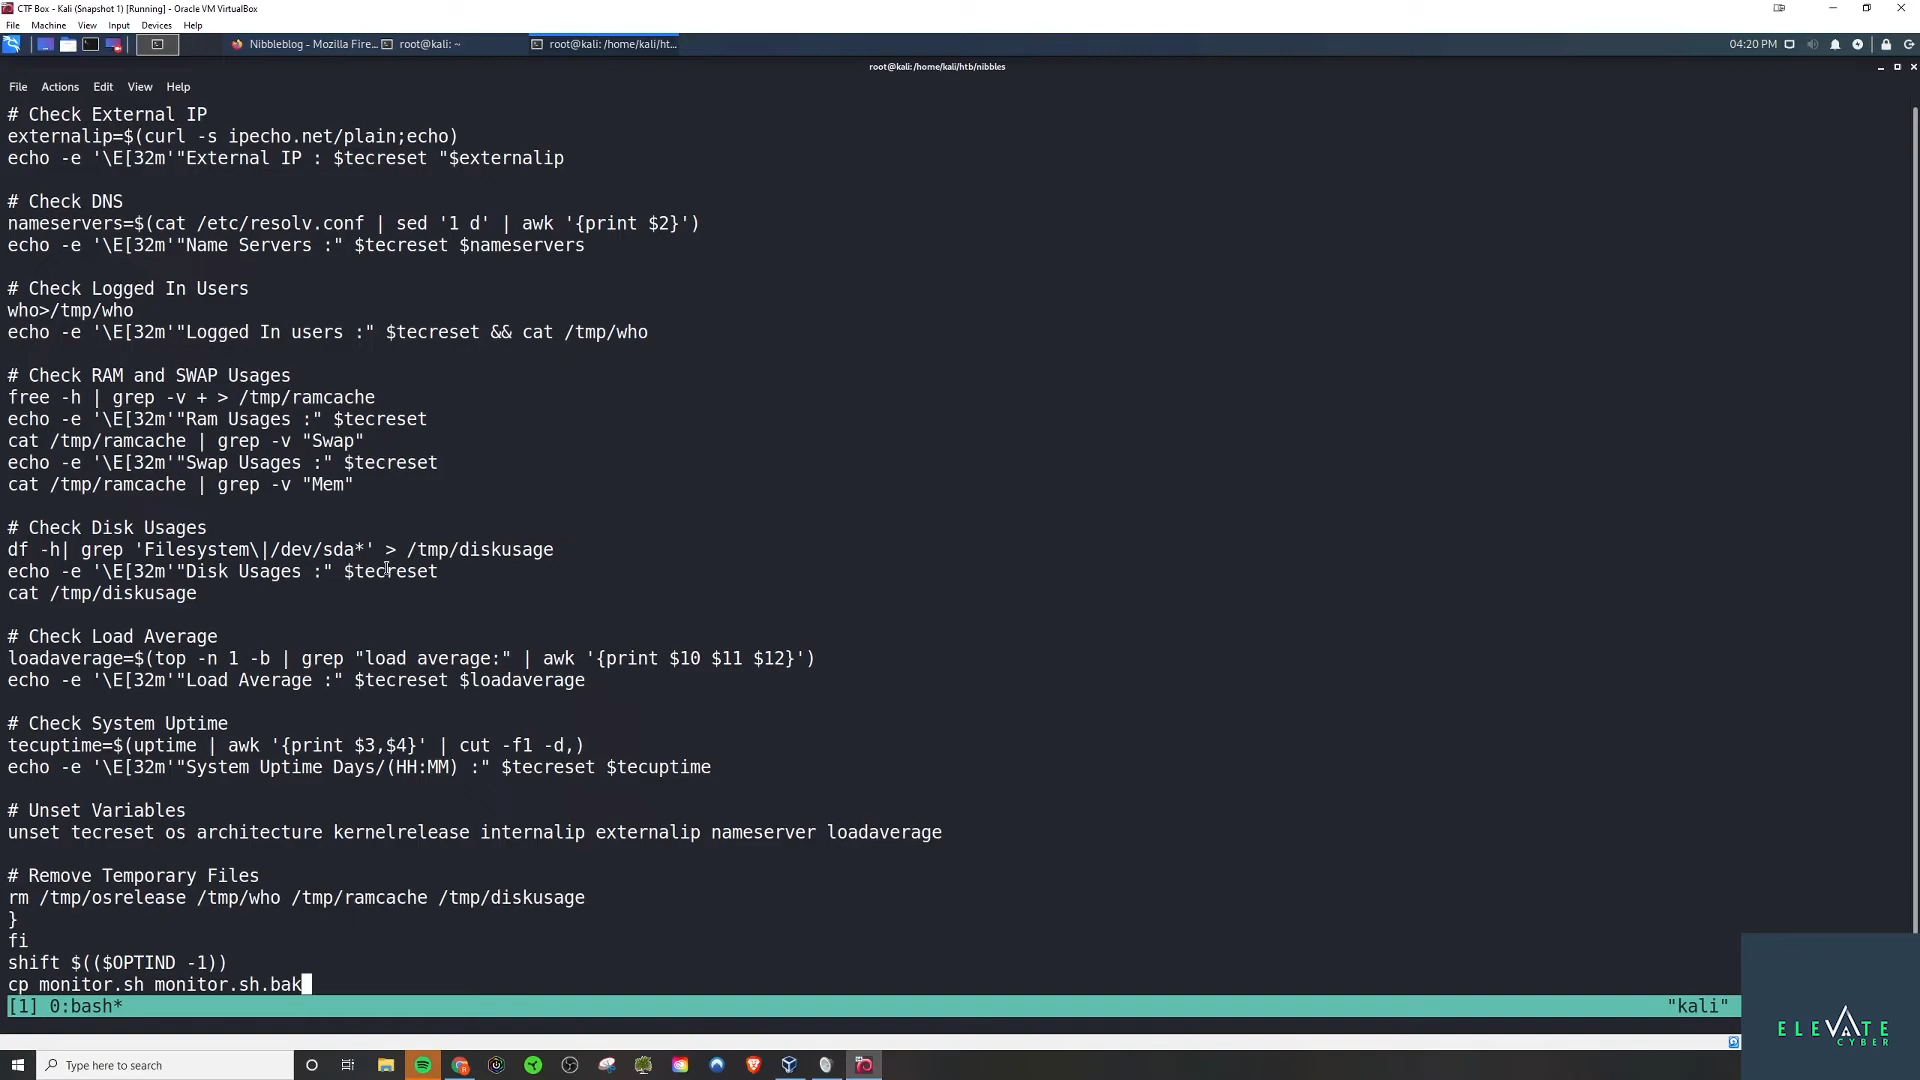 CTF Box - Kali (Snapshot 1) [Running] - Oracle VM VirtualBox
File Machine View Input Devices Help
Nibbleblog - Mozilla Fire... root@kali: ~ root@kali: /home/kali/ht... 04:20 PM
root@kali: /home/kali/htb/nibbles
File Actions Edit View Help
# Check External IP
externalip=$(curl -s ipecho.net/plain;echo)
echo -e '\E[32m'"External IP : $tecreset "$externalip
# Check DNS
nameservers=$(cat /etc/resolv.conf | sed '1 d' | awk '{print $2}')
echo -e '\E[32m'"Name Servers :" $tecreset $nameservers
# Check Logged In Users
who>/tmp/who
echo -e '\E[32m'"Logged In users :" $tecreset && cat /tmp/who
# Check RAM and SWAP Usages
free -h | grep -v + > /tmp/ramcache
echo -e '\E[32m'"Ram Usages :" $tecreset
cat /tmp/ramcache | grep -v "Swap"
echo -e '\E[32m'"Swap Usages :" $tecreset
cat /tmp/ramcache | grep -v "Mem"
# Check Disk Usages
df -h| grep 'Filesystem\|/dev/sda*' > /tmp/diskusage
echo -e '\E[32m'"Disk Usages :" $tecreset
cat /tmp/diskusage
# Check Load Average
loadaverage=$(top -n 1 -b | grep "load average:" | awk '{print $10 $11 $12}')
echo -e '\E[32m'"Load Average :" $tecreset $loadaverage
# Check System Uptime
tecuptime=$(uptime | awk '{print $3,$4}' | cut -f1 -d,)
echo -e '\E[32m'"System Uptime Days/(HH:MM) :" $tecreset $tecuptime
# Unset Variables
unset tecreset os architecture kernelrelease internalip externalip nameserver loadaverage
# Remove Temporary Files
rm /tmp/osrelease /tmp/who /tmp/ramcache /tmp/diskusage
}
fi
shift $(($OPTIND -1))
cp monitor.sh monitor.sh.bak
[1] 0:bash* "kali"
ELEVATE
CYBER
Type here to search